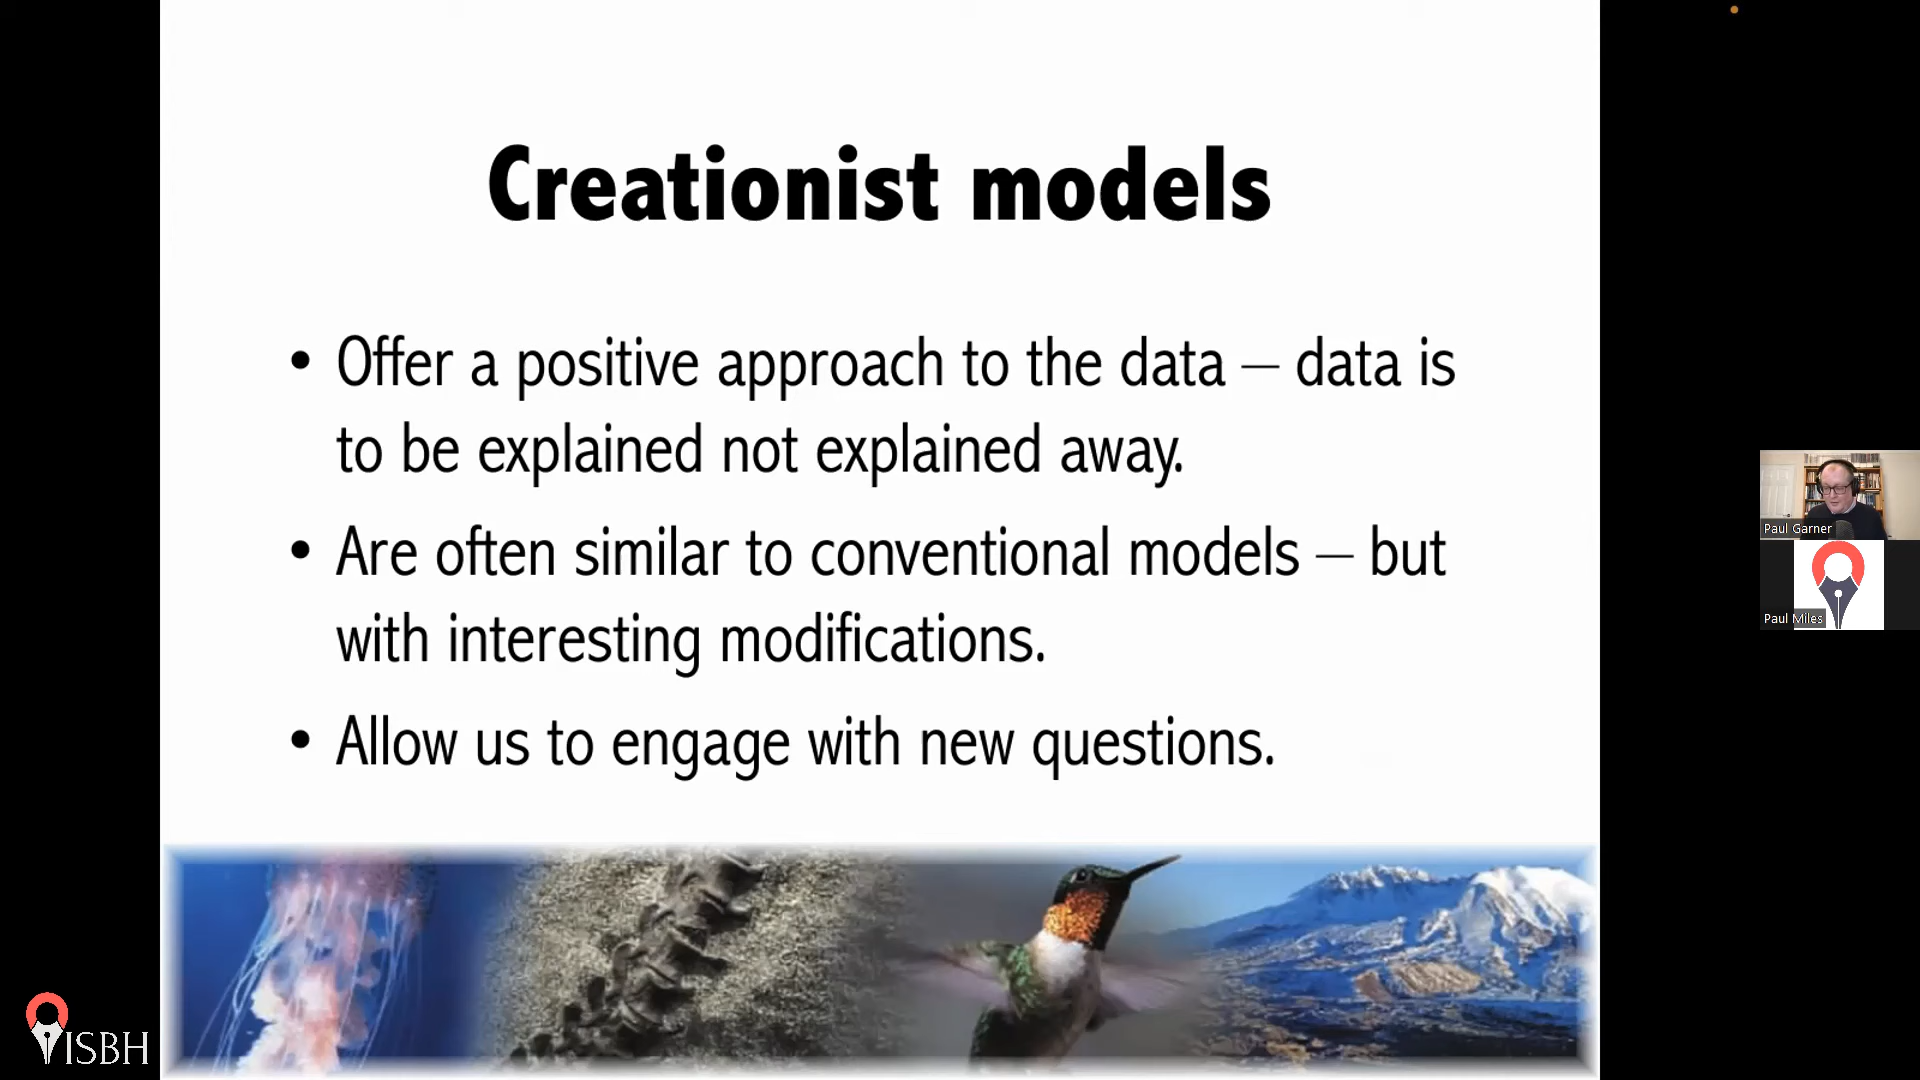 Creationist models
• Offer a positive approach to the data – data is
to be explained not explained away.
• Are often similar to conventional models – but
with interesting modifications.
• Allow us to engage with new questions.
Paul Garner
Paul Miles
ISBH